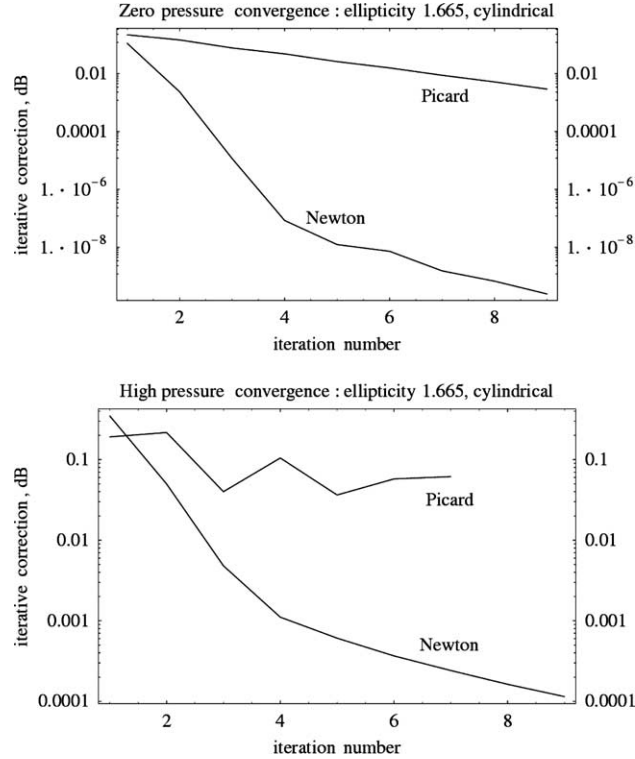 Zero pressure convergence : ellipticity 1.665, cylindrical
iterative correction , dB
0.01
0.0001
1. · 10⁻⁶
1. · 10⁻⁸
0.01
0.0001
1. · 10⁻⁶
1. · 10⁻⁸
Picard
Newton
2 4 6 8
iteration number
High pressure convergence : ellipticity 1.665, cylindrical
iterative correction , dB
0.1
0.01
0.001
0.0001
0.1
0.01
0.001
0.0001
Picard
Newton
2 4 6 8
iteration number